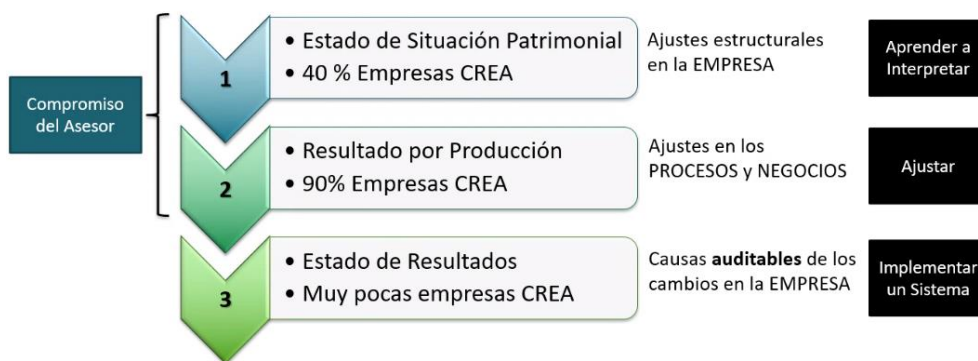 Compromiso
del Asesor
1
• Estado de Situación Patrimonial
• 40 % Empresas CREA
Ajustes estructurales
en la EMPRESA
Aprender a
Interpretar
2
• Resultado por Producción
• 90% Empresas CREA
Ajustes en los
PROCESOS y NEGOCIOS
Ajustar
3
• Estado de Resultados
• Muy pocas empresas CREA
Causas auditables de los
cambios en la EMPRESA
Implementar
un Sistema